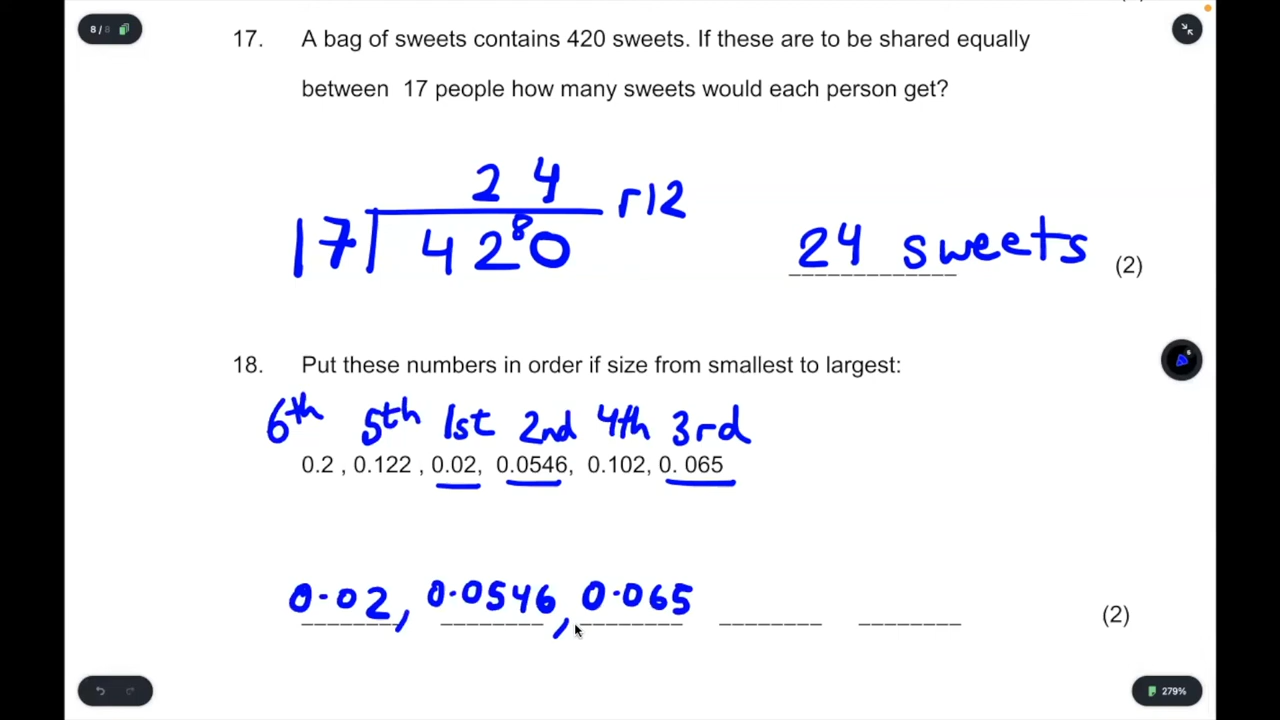 8 / 8
17. A bag of sweets contains 420 sweets. If these are to be shared equally
between 17 people how many sweets would each person get?
2 4 r12
17 4 2 8 0
24 sweets (2)
18. Put these numbers in order if size from smallest to largest:
6th 5th 1st 2nd 4th 3rd
0.2 , 0.122 , 0.02, 0.0546, 0.102, 0. 065
0.02, 0.0546, 0.065 (2)
279%